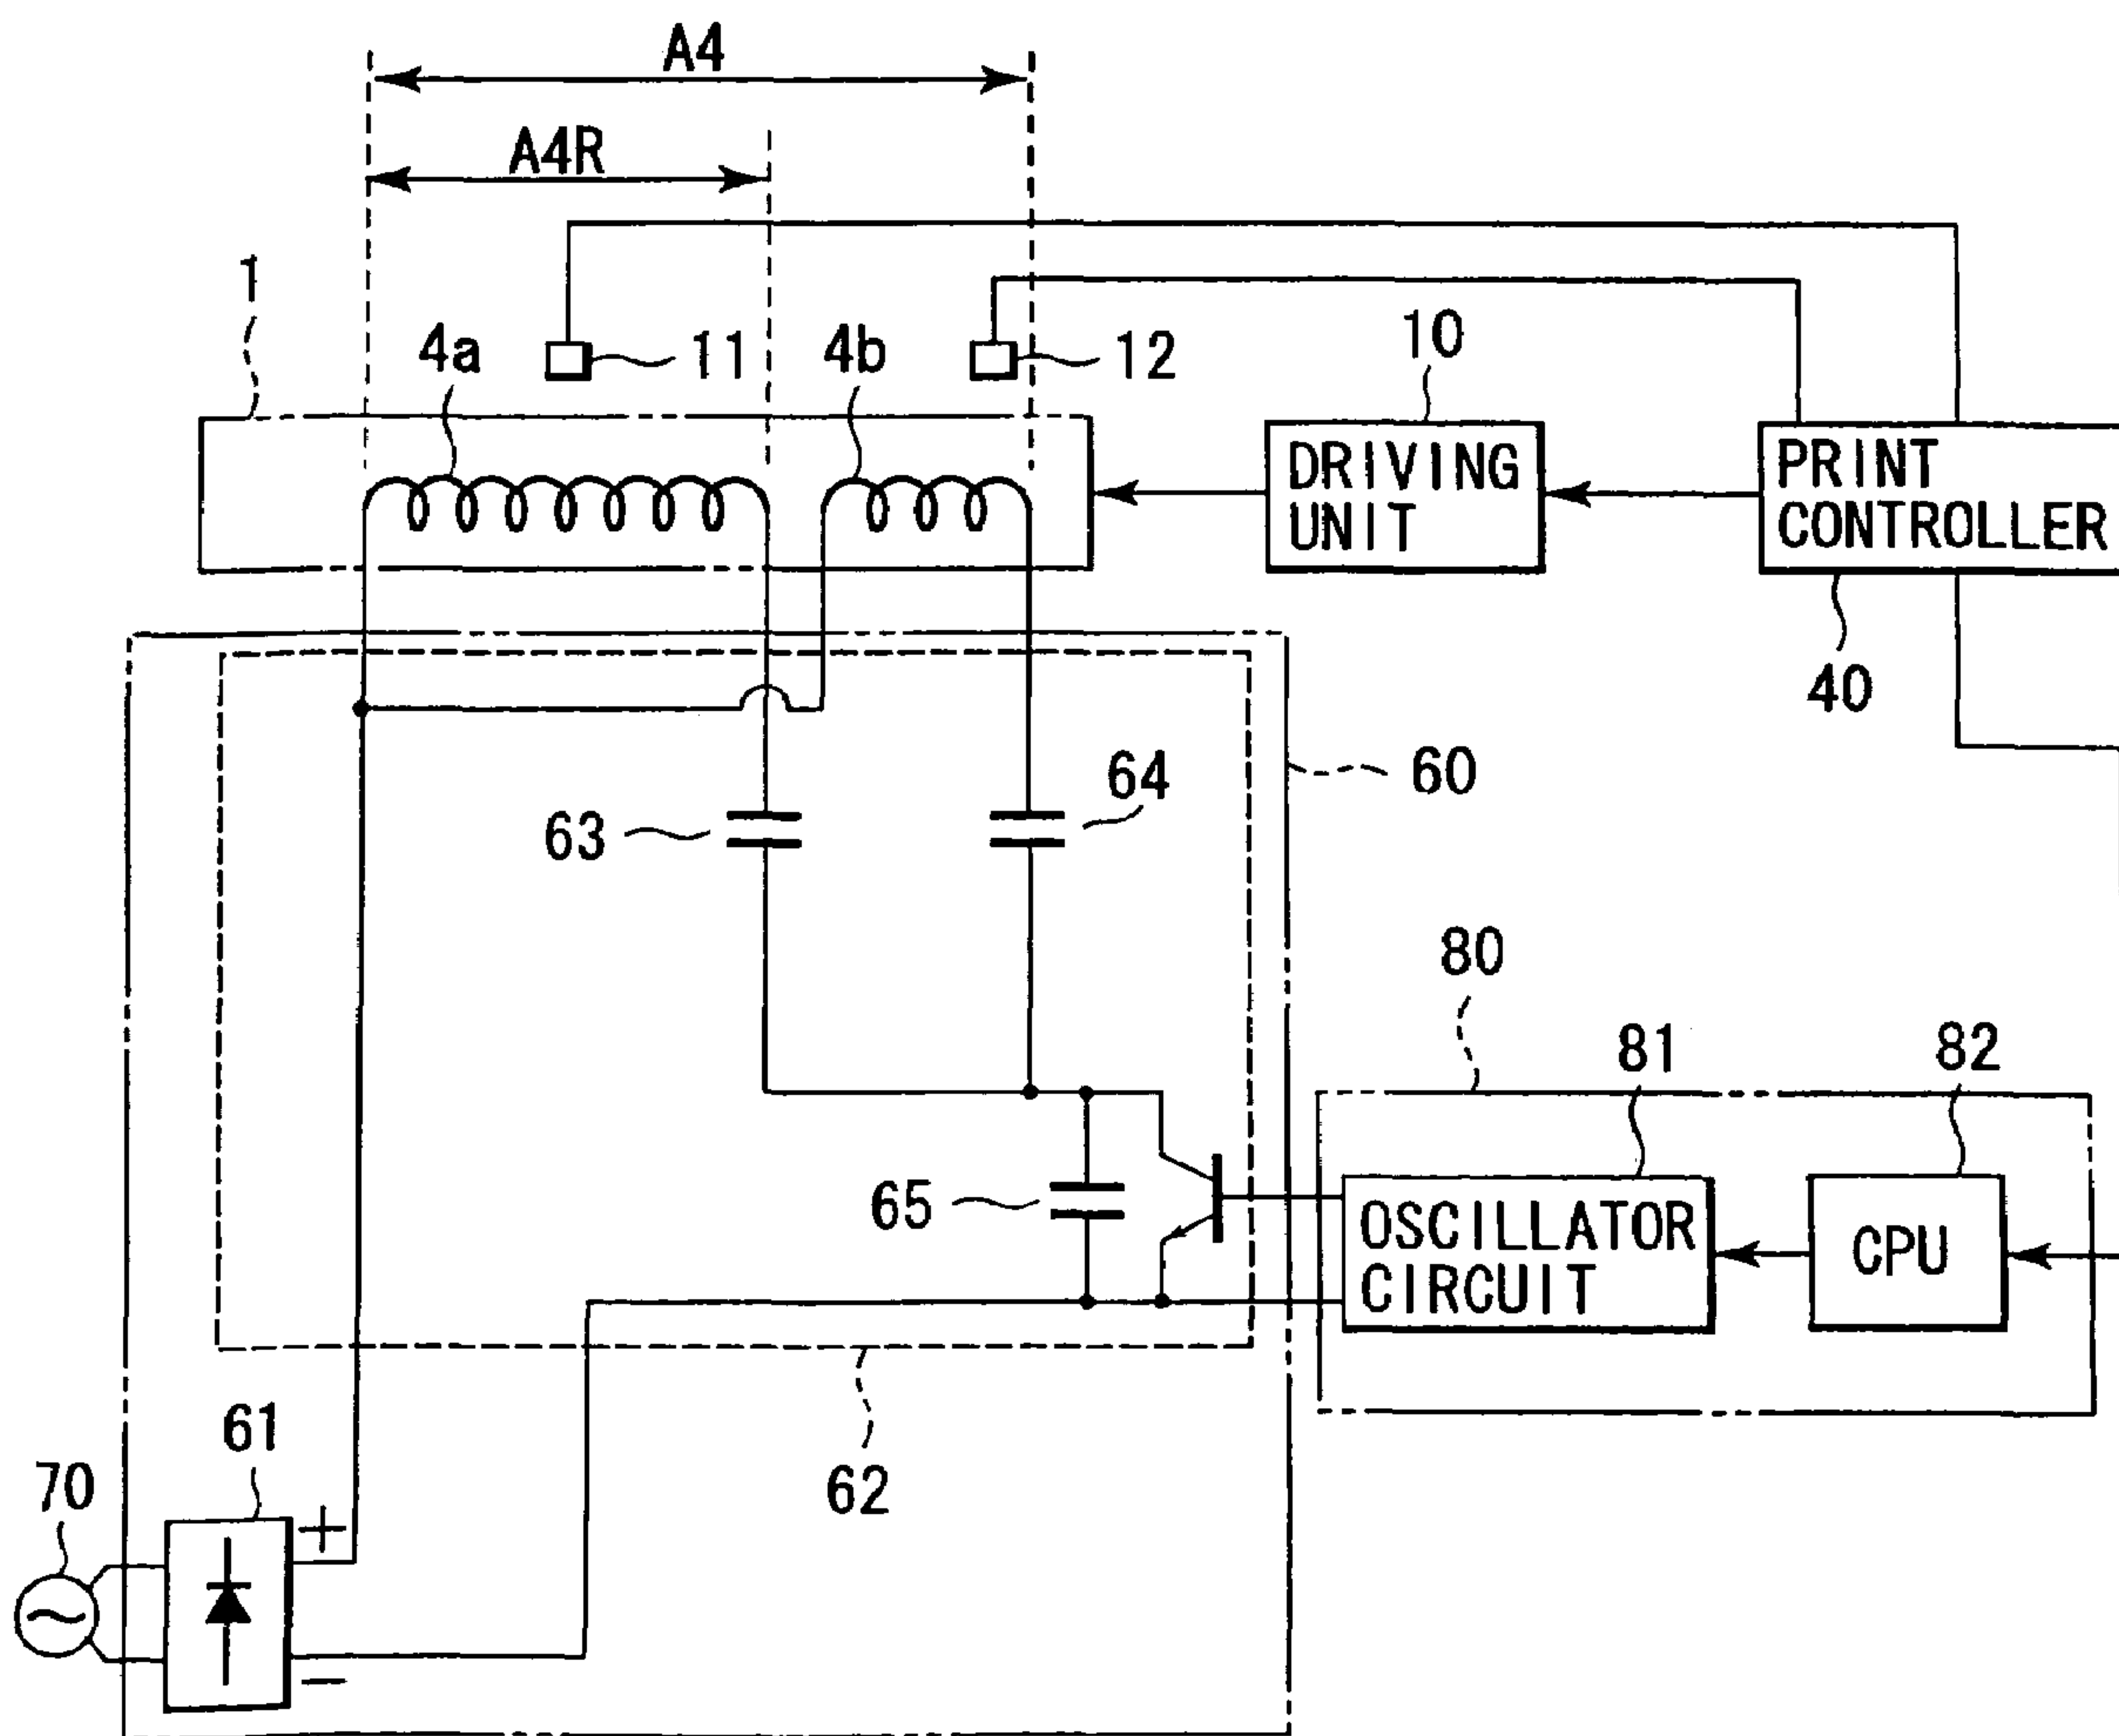 A4
A4R
1
4a
11
4b
12
10
DRIVING
UNIT
PRINT
CONTROLLER
40
60
63
64
80
81
82
65
OSCILLATOR
CIRCUIT
CPU
62
61
70
+
−